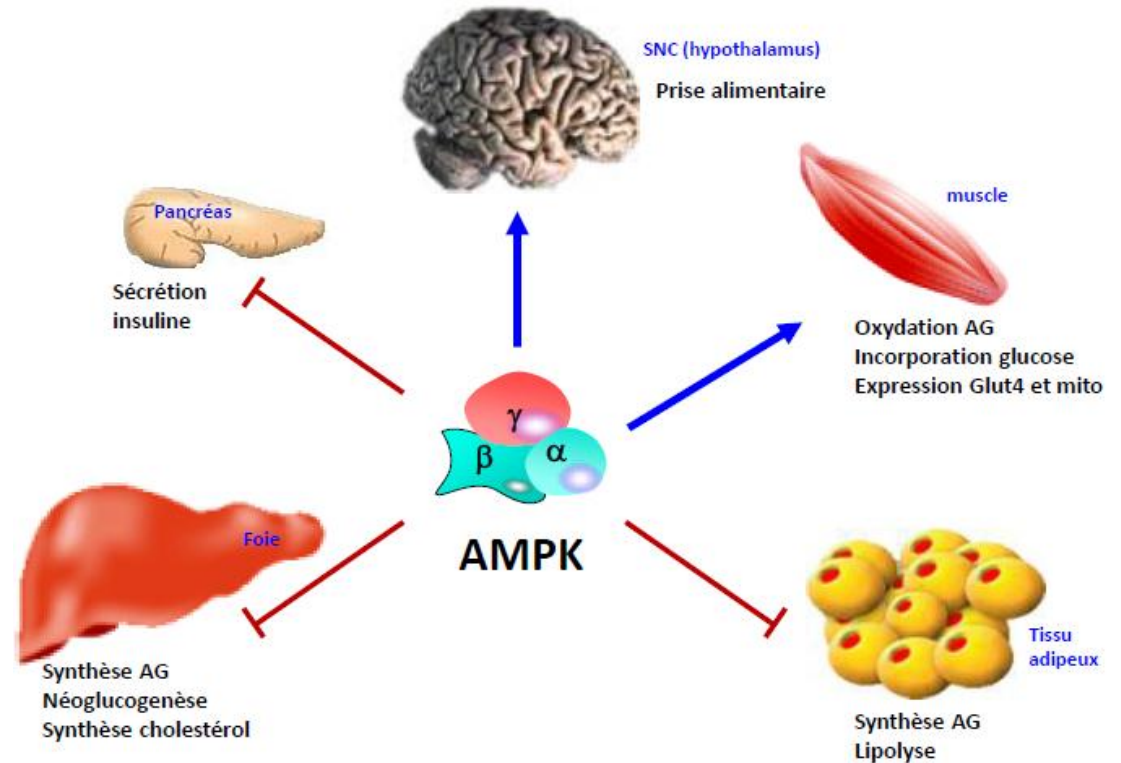 SNC (hypothalamus)
Prise alimentaire
Pancréas
Sécrétion
insuline
muscle
Oxydation AG
Incorporation glucose
Expression Glut4 et mito
γ
β
α
AMPK
Foie
Synthèse AG
Néoglucogenèse
Synthèse cholestérol
Tissu
adipeux
Synthèse AG
Lipolyse